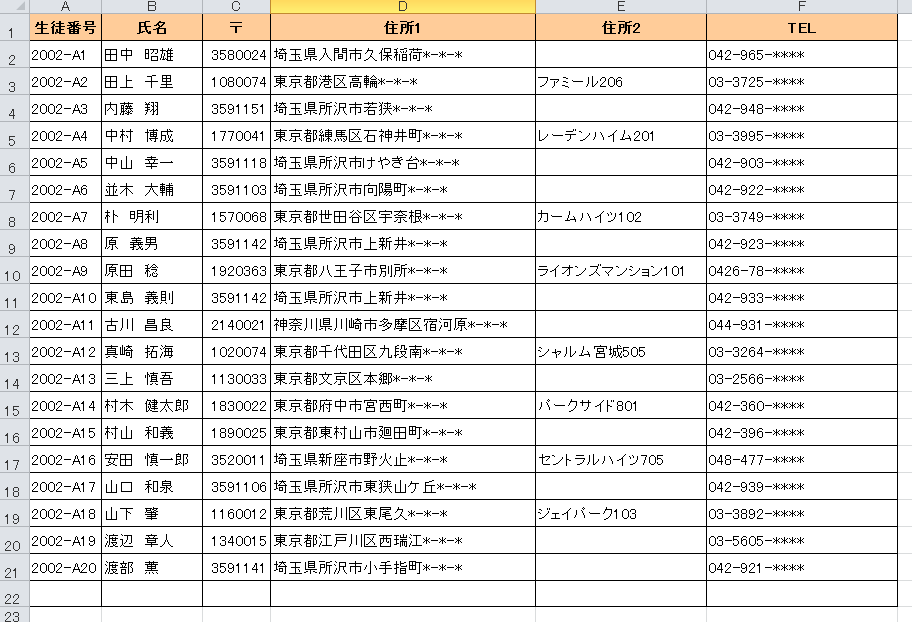 A B C D E F
1 生徒番号 氏名 〒 住所1 住所2 TEL
2 2002-A1 田中 昭雄 3580024 埼玉県入間市久保稲荷*-*-* 042-965-****
3 2002-A2 田上 千里 1080074 東京都港区高輪*-*-* ファミール206 03-3725-****
4 2002-A3 内藤 翔 3591151 埼玉県所沢市若狭*-*-* 042-948-****
5 2002-A4 中村 博成 1770041 東京都練馬区石神井町*-*-* レーデンハイム201 03-3995-****
6 2002-A5 中山 幸一 3591118 埼玉県所沢市けやき台*-*-* 042-903-****
7 2002-A6 並木 大輔 3591103 埼玉県所沢市向陽町*-*-* 042-922-****
8 2002-A7 朴 明利 1570068 東京都世田谷区宇奈根*-*-* カームハイツ102 03-3749-****
9 2002-A8 原 義男 3591142 埼玉県所沢市上新井*-*-* 042-923-****
10 2002-A9 原田 稔 1920363 東京都八王子市別所*-*-* ライオンズマンション101 0426-78-****
11 2002-A10 東島 義則 3591142 埼玉県所沢市上新井*-*-* 042-933-****
12 2002-A11 古川 昌良 2140021 神奈川県川崎市多摩区宿河原*-*-* 044-931-****
13 2002-A12 真崎 拓海 1020074 東京都千代田区九段南*-*-* シャルム宮城505 03-3264-****
14 2002-A13 三上 慎吾 1130033 東京都文京区本郷*-*-* 03-2566-****
15 2002-A14 村木 健太郎 1830022 東京都府中市宮西町*-*-* パークサイド801 042-360-****
16 2002-A15 村山 和義 1890025 東京都東村山市廻田町*-*-* 042-396-****
17 2002-A16 安田 慎一郎 3520011 埼玉県新座市野火止*-*-* セントラルハイツ705 048-477-****
18 2002-A17 山口 和泉 3591106 埼玉県所沢市東狭山ケ丘*-*-* 042-939-****
19 2002-A18 山下 肇 1160012 東京都荒川区東尾久*-*-* ジェイパーク103 03-3892-****
20 2002-A19 渡辺 章人 1340015 東京都江戸川区西瑞江*-*-* 03-5605-****
21 2002-A20 渡部 薫 3591141 埼玉県所沢市小手指町*-*-* 042-921-****
22
23